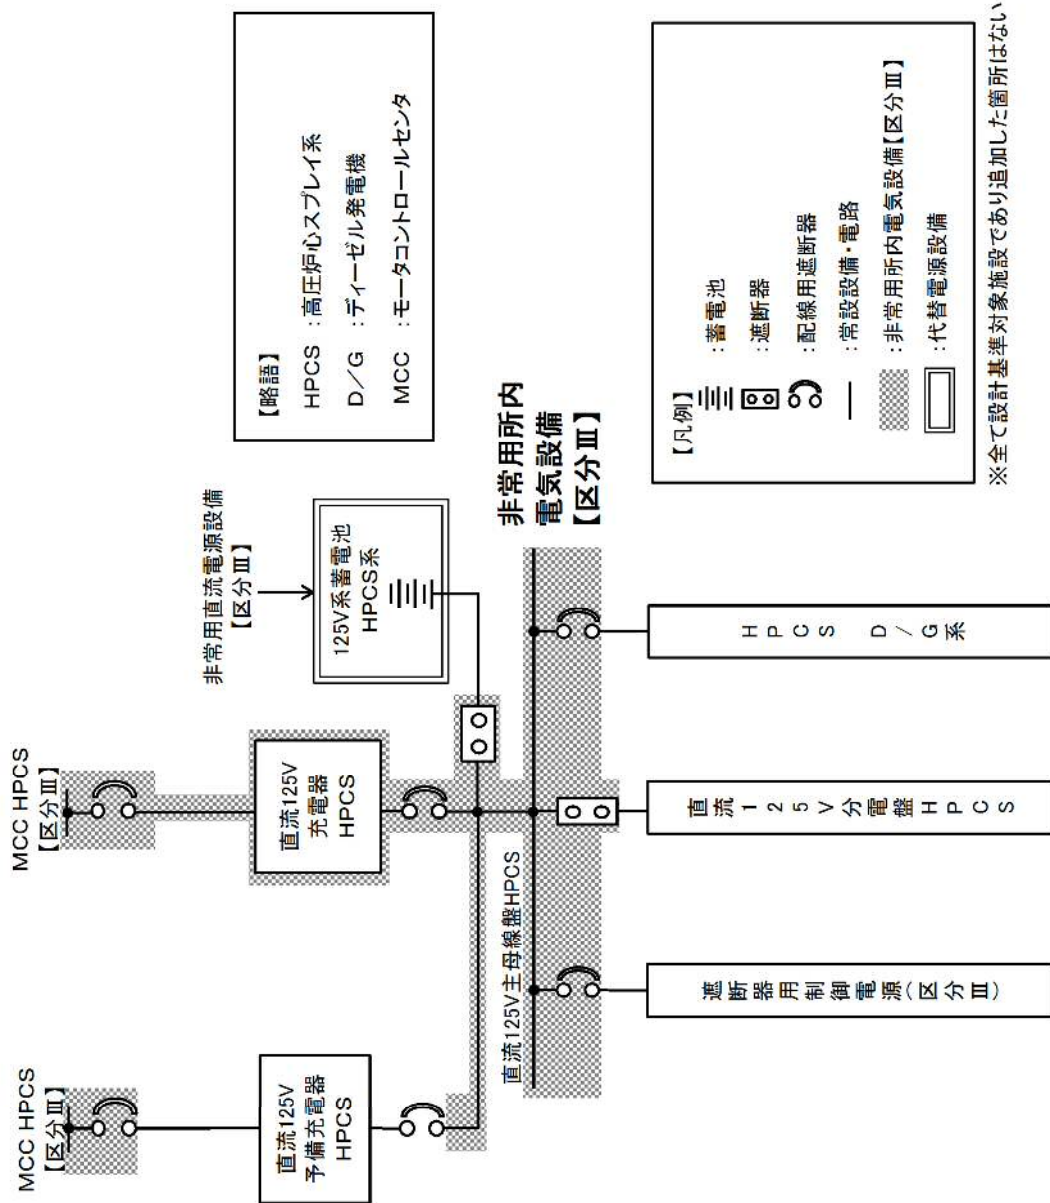 MCC HPCS
【区分Ⅲ】
MCC HPCS
【区分Ⅲ】
非常用直流電源設備
【区分Ⅲ】
直流125V
予備充電器
HPCS
直流125V
充電器
HPCS
125V系蓄電池
HPCS系
直流125V主母線盤HPCS
非常用所内
電気設備
【区分Ⅲ】
遮断器用制御電源(区分Ⅲ)
直流125V分電盤HPCS
HPCS D/G系
【略語】
HPCS :高圧炉心スプレイ系
D/G :ディーゼル発電機
MCC :モータコントロールセンタ
【凡例】
:蓄電池
:遮断器
:配線用遮断器
:常設設備・電路
:非常用所内電気設備【区分Ⅲ】
:代替電源設備
※全て設計基準対象施設であり追加した箇所はない